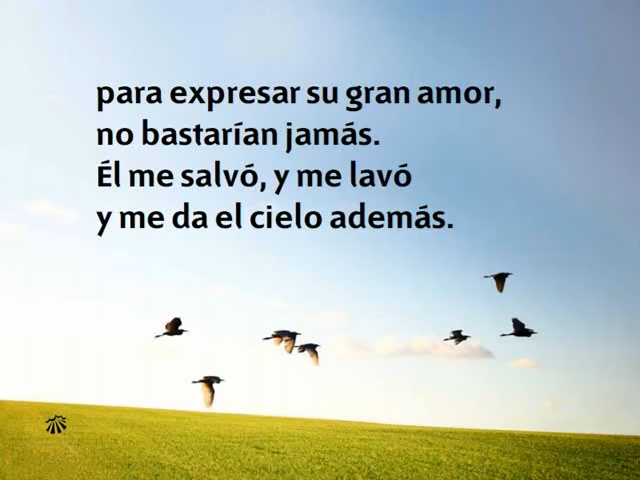 para expresar su gran amor,
no bastarían jamás.
Él me salvó, y me lavó
y me da el cielo además.